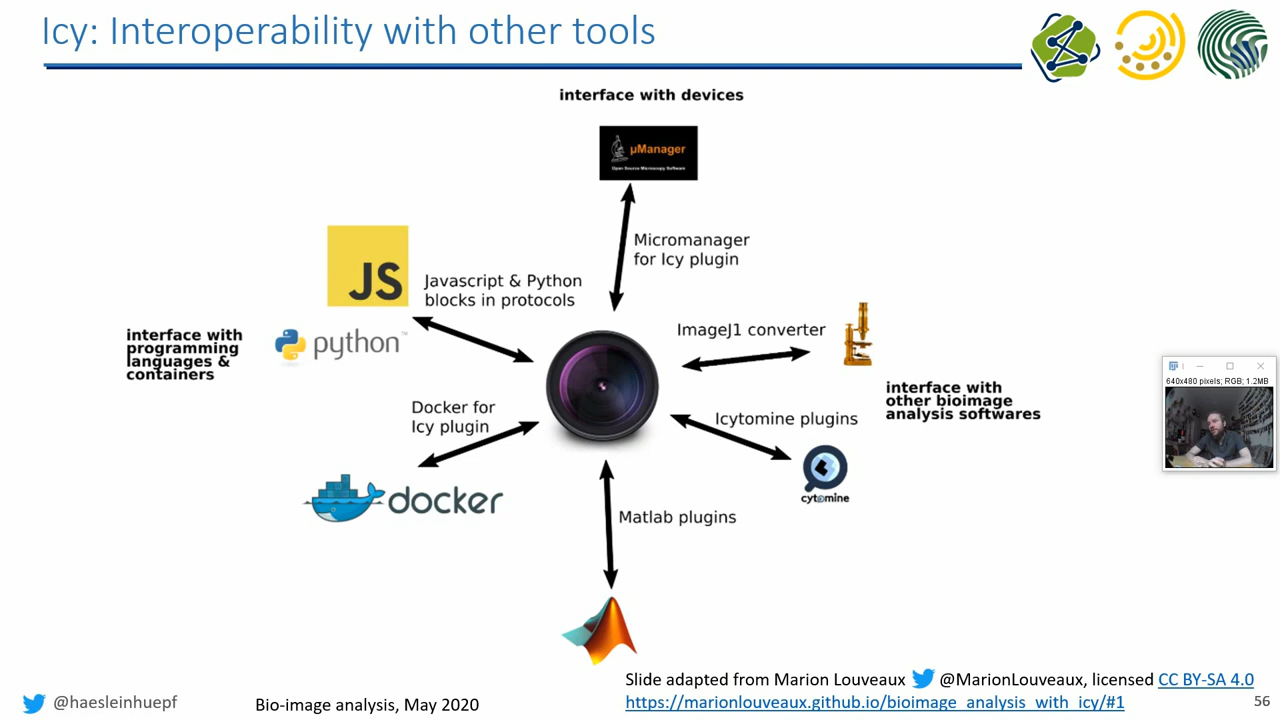 Icy: Interoperability with other tools
interface with devices
µManager
Open Source Microscopy Software
Micromanager
for Icy plugin
JS
Javascript & Python
blocks in protocols
python™
interface with
programming
languages &
containers
ImageJ1 converter
interface with
other bioimage
analysis softwares
Docker for
Icy plugin
Icytomine plugins
docker
cytomine
Matlab plugins
640x480 pixels; RGB; 1.2MB
Slide adapted from Marion Louveaux @MarionLouveaux, licensed CC BY-SA 4.0
@haesleinhuepf
Bio-image analysis, May 2020
https://marionlouveaux.github.io/bioimage_analysis_with_icy/#1
56